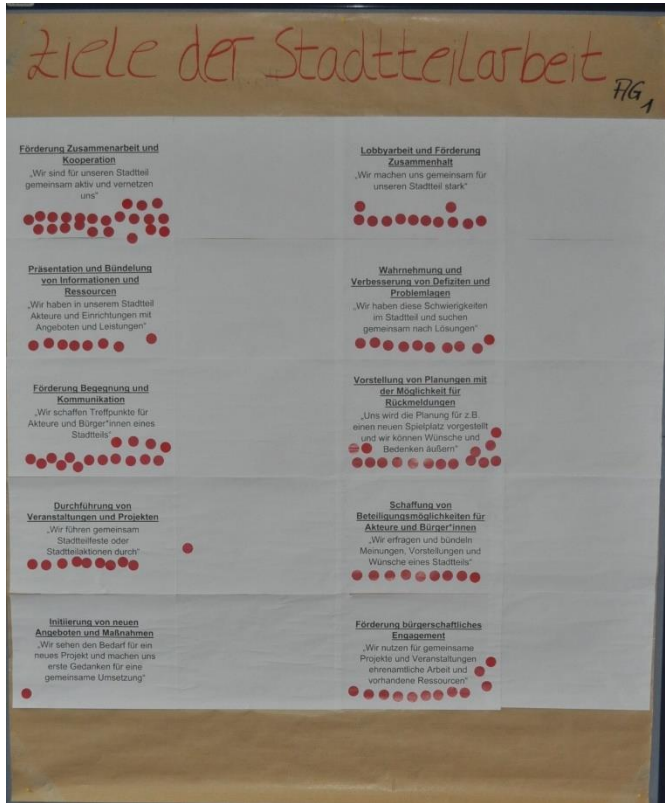 Ziele der Stadtteilarbeit
AG 1
Förderung Zusammenarbeit und
Kooperation
„Wir sind für unseren Stadtteil
gemeinsam aktiv und vernetzen
uns“
Präsentation und Bündelung
von Informationen und
Ressourcen
„Wir haben in unserem Stadtteil
Akteure und Einrichtungen mit
Angeboten und Leistungen“
Förderung Begegnung und
Kommunikation
„Wir schaffen Treffpunkte für
Akteure und Bürger*innen eines
Stadtteils“
Durchführung von
Veranstaltungen und Projekten
„Wir führen gemeinsam
Stadtteilfeste oder
Stadtteilaktionen durch“
Initiierung von neuen
Angeboten und Maßnahmen
„Wir sehen den Bedarf für ein
neues Projekt und machen uns
erste Gedanken für eine
gemeinsame Umsetzung“
Lobbyarbeit und Förderung
Zusammenhalt
„Wir machen uns gemeinsam für
unseren Stadtteil stark“
Wahrnehmung und
Verbesserung von Defiziten und
Problemlagen
„Wir haben diese Schwierigkeiten
im Stadtteil und suchen
gemeinsam nach Lösungen“
Vorstellung von Planungen mit
der Möglichkeit für
Rückmeldungen
„Uns wird die Planung für z.B.
einen neuen Spielplatz vorgestellt
und wir können Wünsche und
Bedenken äußern“
Schaffung von
Beteiligungsmöglichkeiten für
Akteure und Bürger*innen
„Wir erfragen und bündeln
Meinungen, Vorstellungen und
Wünsche eines Stadtteils“
Förderung bürgerschaftliches
Engagement
„Wir nutzen für gemeinsame
Projekte und Veranstaltungen
ehrenamtliche Arbeit und
vorhandene Ressourcen“